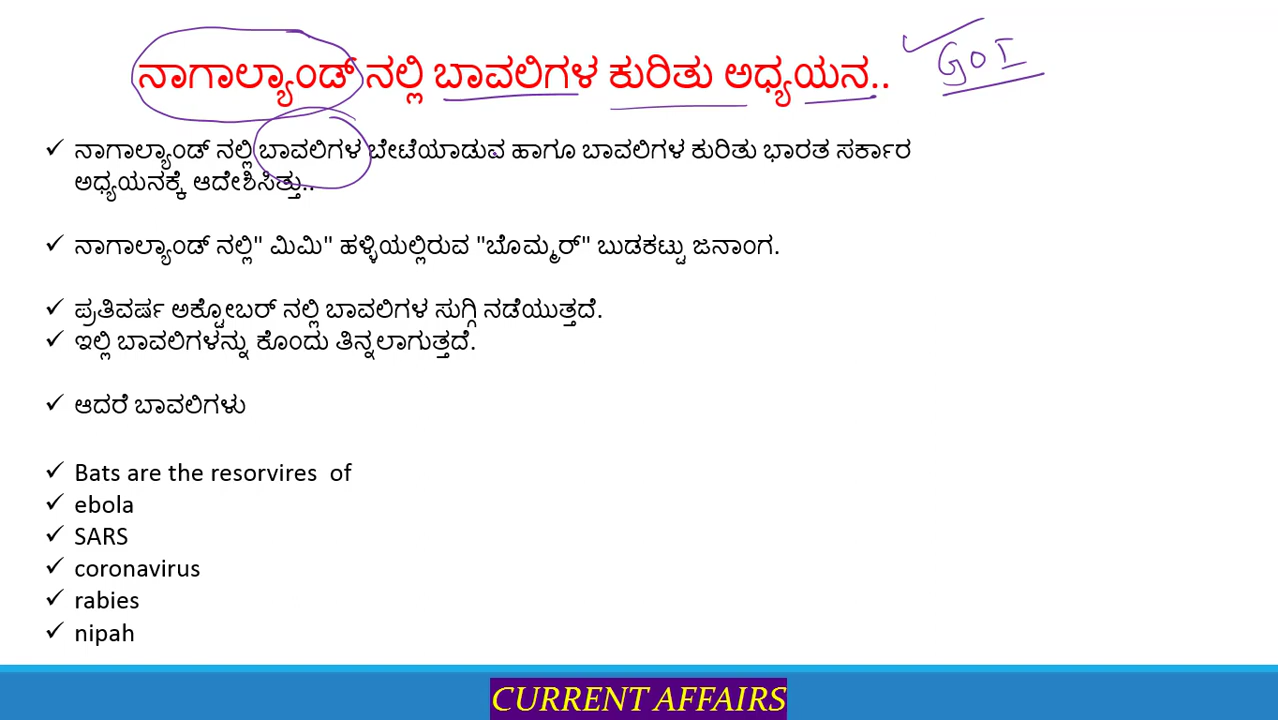 ನಾಗಾಲ್ಯಾಂಡ್ ನಲ್ಲಿ ಬಾವಲಿಗಳ ಕುರಿತು ಅಧ್ಯಯನ.. GOI
✓ ನಾಗಾಲ್ಯಾಂಡ್ ನಲ್ಲಿ ಬಾವಲಿಗಳ ಬೇಟೆಯಾಡುವ ಹಾಗೂ ಬಾವಲಿಗಳ ಕುರಿತು ಭಾರತ ಸರ್ಕಾರ
ಅಧ್ಯಯನಕ್ಕೆ ಆದೇಶಿಸಿತ್ತು..
✓ ನಾಗಾಲ್ಯಾಂಡ್ ನಲ್ಲಿ" ಮಿಮಿ" ಹಳ್ಳಿಯಲ್ಲಿರುವ "ಬೊಮ್ಮರ್" ಬುಡಕಟ್ಟು ಜನಾಂಗ.
✓ ಪ್ರತಿವರ್ಷ ಅಕ್ಟೋಬರ್ ನಲ್ಲಿ ಬಾವಲಿಗಳ ಸುಗ್ಗಿ ನಡೆಯುತ್ತದೆ.
✓ ಇಲ್ಲಿ ಬಾವಲಿಗಳನ್ನು ಕೊಂದು ತಿನ್ನಲಾಗುತ್ತದೆ.
✓ ಆದರೆ ಬಾವಲಿಗಳು
✓ Bats are the resorvires of
✓ ebola
✓ SARS
✓ coronavirus
✓ rabies
✓ nipah
CURRENT AFFAIRS